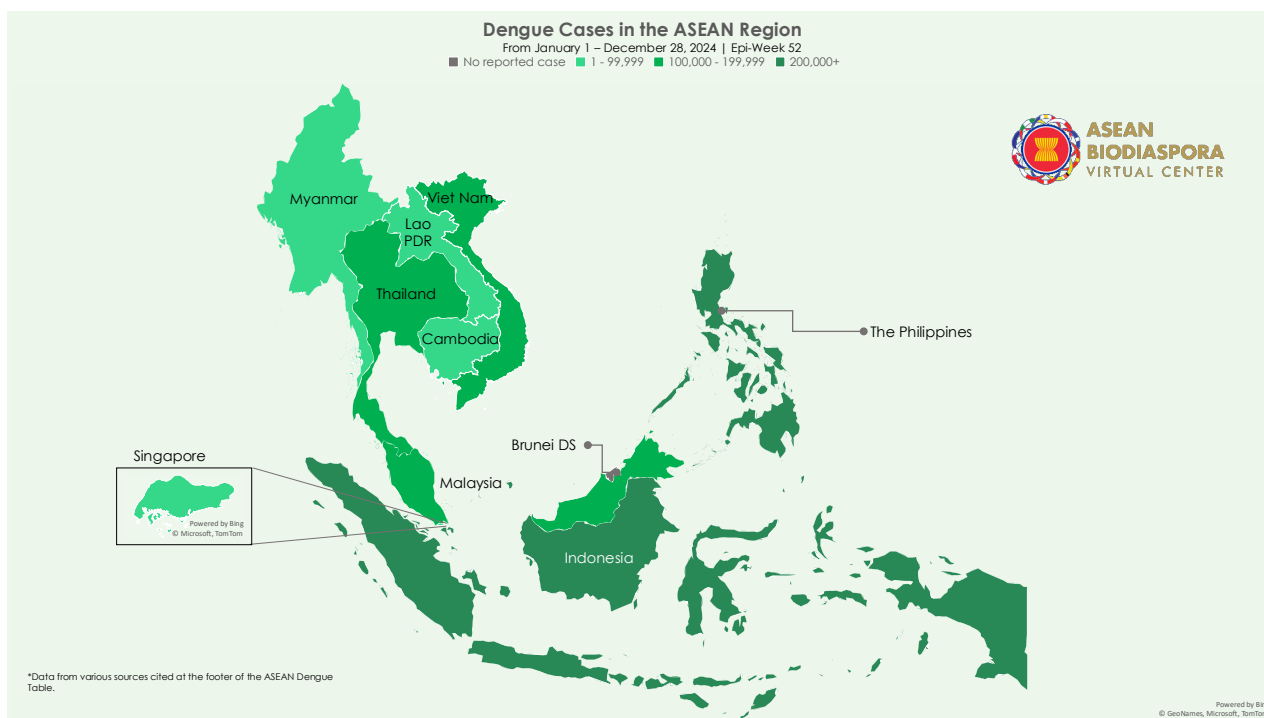 Dengue Cases in the ASEAN Region
From January 1 – December 28, 2024 | Epi-Week 52
No reported case 1 - 99,999 100,000 - 199,999 200,000+
ASEAN
BIODIASPORA
VIRTUAL CENTER
Myanmar
Viet Nam
Lao
PDR
Thailand
Cambodia
The Philippines
Brunei DS
Singapore
Malaysia
Powered by Bing
© Microsoft, TomTom
Indonesia
*Data from various sources cited at the footer of the ASEAN Dengue
Table.
Powered by Bin
© GeoNames, Microsoft, TomTom